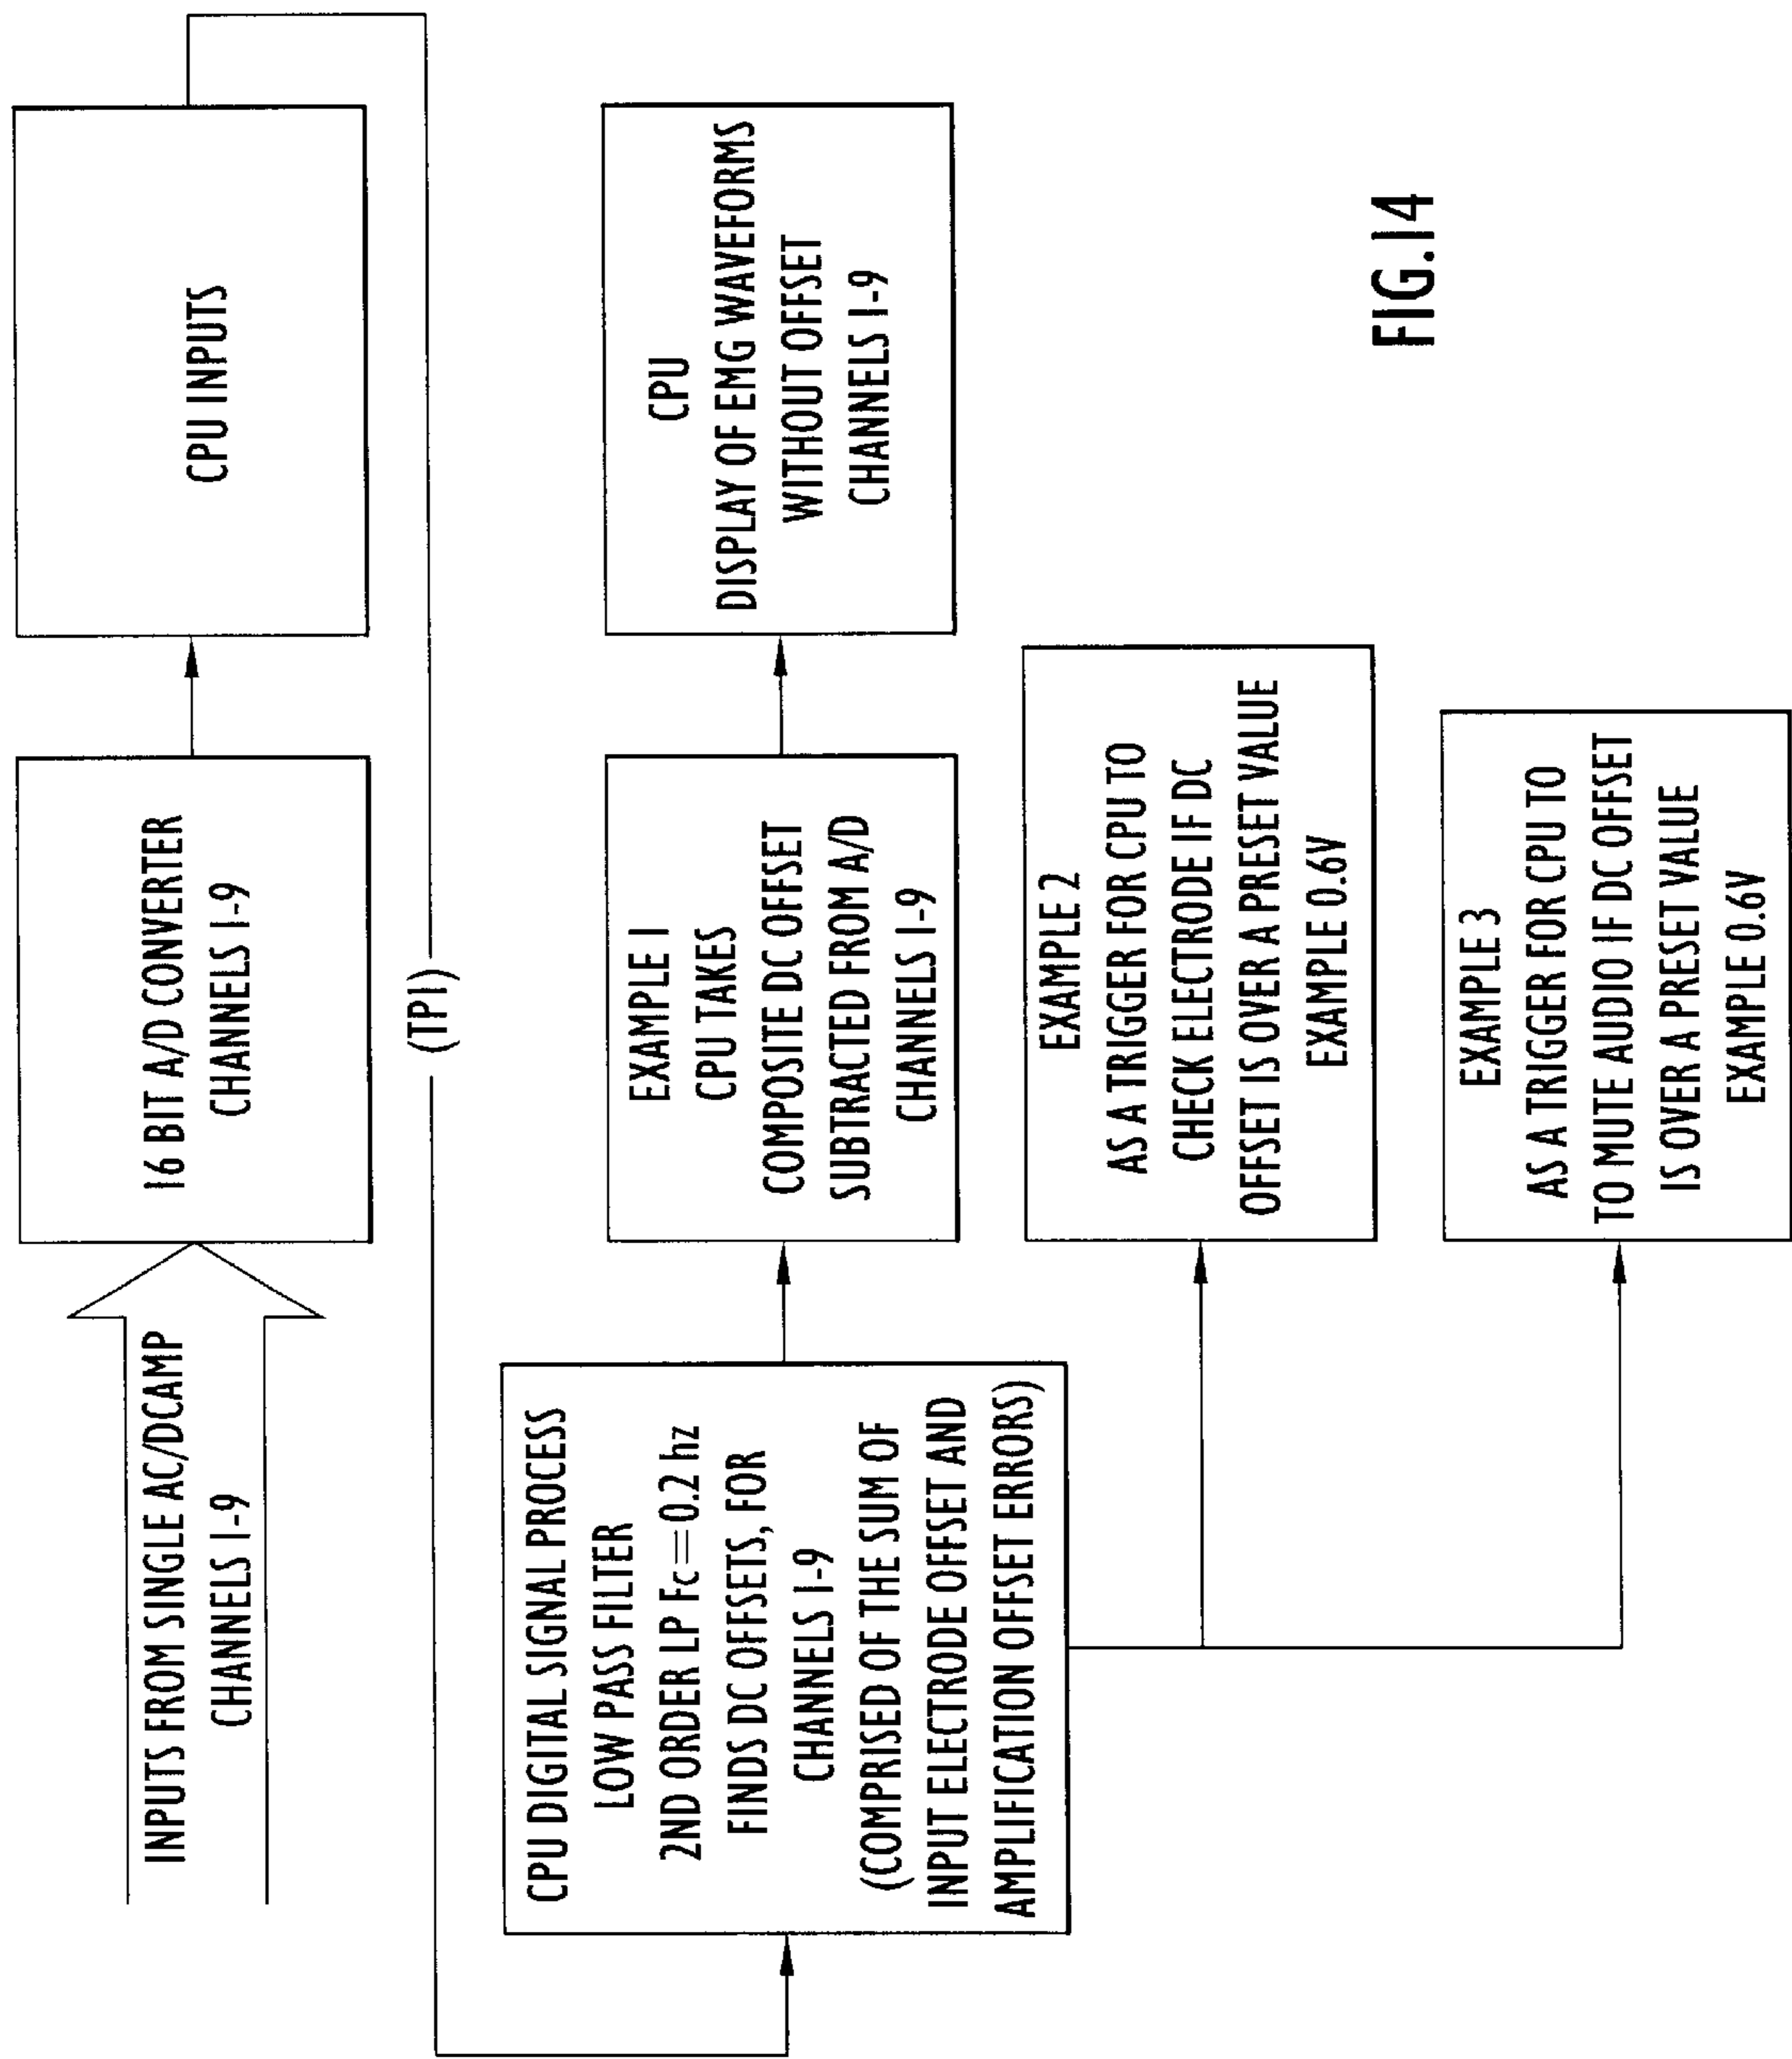 INPUTS FROM SINGLE AC/DCAMP
CHANNELS 1-9
16 BIT A/D CONVERTER
CHANNELS 1-9
CPU INPUTS
(TP1)
CPU DIGITAL SIGNAL PROCESS
LOW PASS FILTER
2ND ORDER LP Fc=0.2 hz
FINDS DC OFFSETS, FOR
CHANNELS 1-9
(COMPRISED OF THE SUM OF
INPUT ELECTRODE OFFSET AND
AMPLIFICATION OFFSET ERRORS)
EXAMPLE 1
CPU TAKES
COMPOSITE DC OFFSET
SUBTRACTED FROM A/D
CHANNELS 1-9
CPU
DISPLAY OF EMG WAVEFORMS
WITHOUT OFFSET
CHANNELS 1-9
EXAMPLE 2
AS A TRIGGER FOR CPU TO
CHECK ELECTRODE IF DC
OFFSET IS OVER A PRESET VALUE
EXAMPLE 0.6V
EXAMPLE 3
AS A TRIGGER FOR CPU TO
TO MUTE AUDIO IF DC OFFSET
IS OVER A PRESET VALUE
EXAMPLE 0.6V
FIG.14